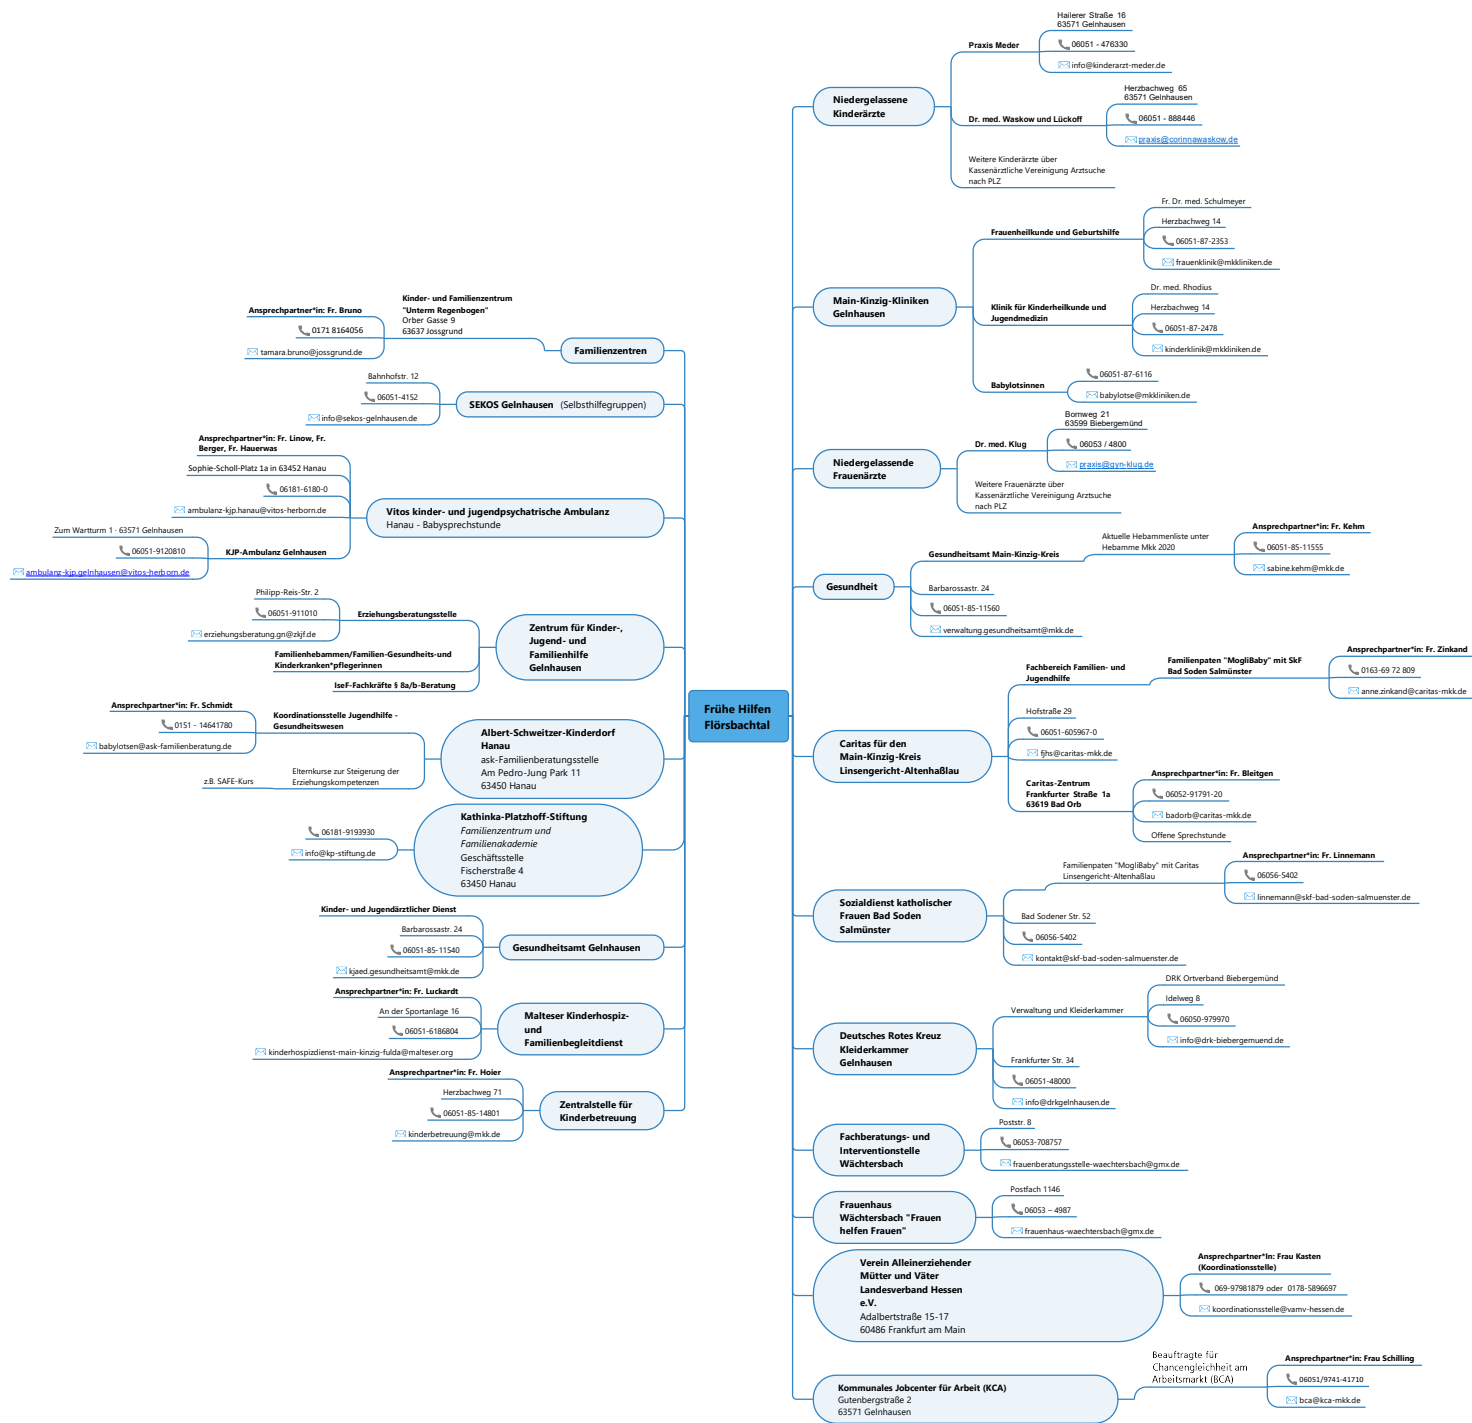 Frühe Hilfen
Flörsbachtal
Niedergelassene
Kinderärzte
Praxis Meder
Hailerer Straße 16
63571 Gelnhausen
06051 - 476330
info@kinderarzt-meder.de
Dr. med. Waskow und Lückoff
Herzbachweg 65
63571 Gelnhausen
06051 - 888446
praxis@corinnawaskow.de
Weitere Kinderärzte über
Kassenärztliche Vereinigung Arztsuche
nach PLZ
Main-Kinzig-Kliniken
Gelnhausen
Frauenheilkunde und Geburtshilfe
Fr. Dr. med. Schulmeyer
Herzbachweg 14
06051-87-2353
frauenklinik@mkkliniken.de
Klinik für Kinderheilkunde und
Jugendmedizin
Dr. med. Rhodius
Herzbachweg 14
06051-87-2478
kinderklinik@mkkliniken.de
Babylotsinnen
06051-87-6116
babylotse@mkkliniken.de
Niedergelassende
Frauenärzte
Dr. med. Klug
Bornweg 21
63599 Biebergemünd
06053 / 4800
praxis@gyn-klug.de
Weitere Frauenärzte über
Kassenärztliche Vereinigung Arztsuche
nach PLZ
Gesundheit
Gesundheitsamt Main-Kinzig-Kreis
Aktuelle Hebammenliste unter
Hebamme Mkk 2020
Ansprechpartner*in: Fr. Kehm
06051-85-11555
sabine.kehm@mkk.de
Barbarossastr. 24
06051-85-11560
verwaltung.gesundheitsamt@mkk.de
Caritas für den
Main-Kinzig-Kreis
Linsengericht-Altenhaßlau
Fachbereich Familien- und
Jugendhilfe
Familienpaten "MogliBaby" mit SkF
Bad Soden Salmünster
Ansprechpartner*in: Fr. Zinkand
0163-69 72 809
anne.zinkand@caritas-mkk.de
Hofstraße 29
06051-605967-0
fjhs@caritas-mkk.de
Caritas-Zentrum
Frankfurter Straße 1a
63619 Bad Orb
Ansprechpartner*in: Fr. Bleitgen
06052-91791-20
badorb@caritas-mkk.de
Offene Sprechstunde
Sozialdienst katholischer
Frauen Bad Soden
Salmünster
Familienpaten "MogliBaby" mit Caritas
Linsengericht-Altenhaßlau
Ansprechpartner*in: Fr. Linnemann
06056-5402
linnemann@skf-bad-soden-salmuenster.de
Bad Sodener Str. 52
06056-5402
kontakt@skf-bad-soden-salmuenster.de
Deutsches Rotes Kreuz
Kleiderkammer
Gelnhausen
Verwaltung und Kleiderkammer
DRK Ortverband Biebergemünd
Idelweg 8
06050-979970
info@drk-biebergemuend.de
Frankfurter Str. 34
06051-48000
info@drkgelnhausen.de
Fachberatungs- und
Interventionstelle
Wächtersbach
Poststr. 8
06053-708757
frauenberatungsstelle-waechtersbach@gmx.de
Frauenhaus
Wächtersbach "Frauen
helfen Frauen"
Postfach 1146
06053 – 4987
frauenhaus-waechtersbach@gmx.de
Verein Alleinerziehender
Mütter und Väter
Landesverband Hessen
e.V.
Adalbertstraße 15-17
60486 Frankfurt am Main
Ansprechpartner*In: Frau Kasten
(Koordinationsstelle)
069-97981879 oder 0178-5896697
koordinationsstelle@vamv-hessen.de
Kommunales Jobcenter für Arbeit (KCA)
Gutenbergstraße 2
63571 Gelnhausen
Beauftragte für
Chancengleichheit am
Arbeitsmarkt (BCA)
Ansprechpartner*in: Frau Schilling
06051/9741-41710
bca@kca-mkk.de
Familienzentren
Kinder- und Familienzentrum
"Unterm Regenbogen"
Orber Gasse 9
63637 Jossgrund
Ansprechpartner*in: Fr. Bruno
0171 8164056
tamara.bruno@jossgrund.de
SEKOS Gelnhausen (Selbsthilfegruppen)
Bahnhofstr. 12
06051-4152
info@sekos-gelnhausen.de
Vitos kinder- und jugendpsychatrische Ambulanz
Hanau - Babysprechstunde
Ansprechpartner*in: Fr. Linow, Fr.
Berger, Fr. Hauerwas
Sophie-Scholl-Platz 1a in 63452 Hanau
06181-6180-0
ambulanz-kjp.hanau@vitos-herborn.de
KJP-Ambulanz Gelnhausen
Zum Wartturm 1 - 63571 Gelnhausen
06051-9120810
ambulanz-kjp.gelnhausen@vitos-herborn.de
Zentrum für Kinder-,
Jugend- und
Familienhilfe
Gelnhausen
Erziehungsberatungsstelle
Philipp-Reis-Str. 2
06051-911010
erziehungsberatung.gn@zkjf.de
Familienhebammen/Familien-Gesundheits-und
Kinderkranken*pflegerinnen
IseF-Fachkräfte § 8a/b-Beratung
Albert-Schweitzer-Kinderdorf
Hanau
ask-Familienberatungsstelle
Am Pedro-Jung Park 11
63450 Hanau
Koordinationsstelle Jugendhilfe -
Gesundheitswesen
Ansprechpartner*in: Fr. Schmidt
0151 - 14641780
babylotsen@ask-familienberatung.de
Elternkurse zur Steigerung der
Erziehungskompetenzen
z.B. SAFE-Kurs
Kathinka-Platzhoff-Stiftung
Familienzentrum und
Familienakademie
Geschäftsstelle
Fischerstraße 4
63450 Hanau
06181-9193930
info@kp-stiftung.de
Gesundheitsamt Gelnhausen
Kinder- und Jugendärztlicher Dienst
Barbarossastr. 24
06051-85-11540
kjaed.gesundheitsamt@mkk.de
Malteser Kinderhospiz-
und
Familienbegleitdienst
Ansprechpartner*in: Fr. Luckardt
An der Sportanlage 16
06051-6186804
kinderhospizdienst-main-kinzig-fulda@malteser.org
Zentralstelle für
Kinderbetreuung
Ansprechpartner*in: Fr. Hoier
Herzbachweg 71
06051-85-14801
kinderbetreuung@mkk.de